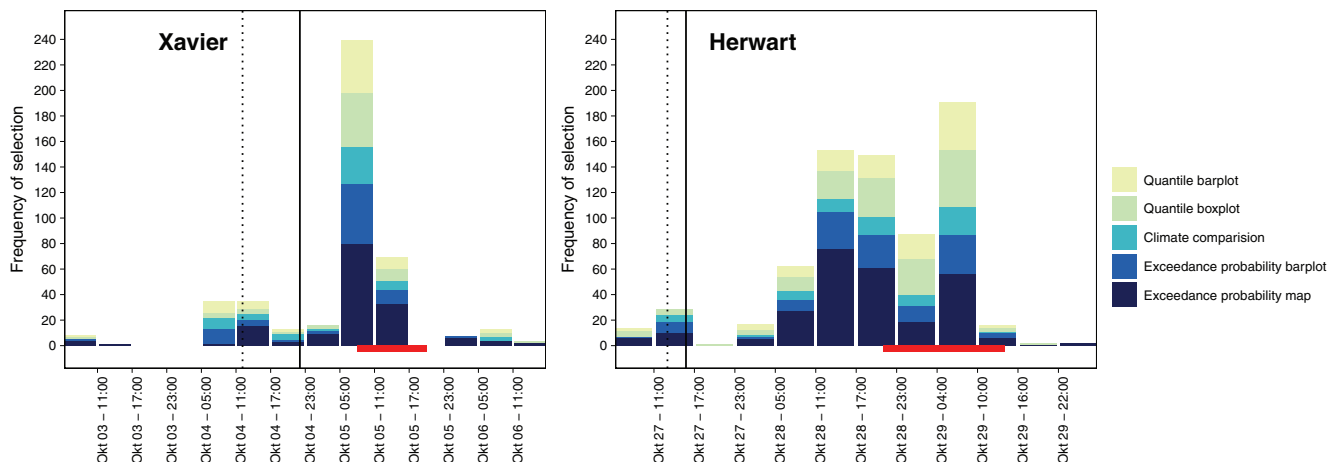 Xavier
Frequency of selection
240
220
200
180
160
140
120
100
80
60
40
20
0
Okt 03 – 11:00
Okt 03 – 17:00
Okt 03 – 23:00
Okt 04 – 05:00
Okt 04 – 11:00
Okt 04 – 17:00
Okt 04 – 23:00
Okt 05 – 05:00
Okt 05 – 11:00
Okt 05 – 17:00
Okt 05 – 23:00
Okt 06 – 05:00
Okt 06 – 11:00
Herwart
Frequency of selection
240
220
200
180
160
140
120
100
80
60
40
20
0
Okt 27 – 11:00
Okt 27 – 17:00
Okt 27 – 23:00
Okt 28 – 05:00
Okt 28 – 11:00
Okt 28 – 17:00
Okt 28 – 23:00
Okt 29 – 04:00
Okt 29 – 10:00
Okt 29 – 16:00
Okt 29 – 22:00
Quantile barplot
Quantile boxplot
Climate comparision
Exceedance probability barplot
Exceedance probability map